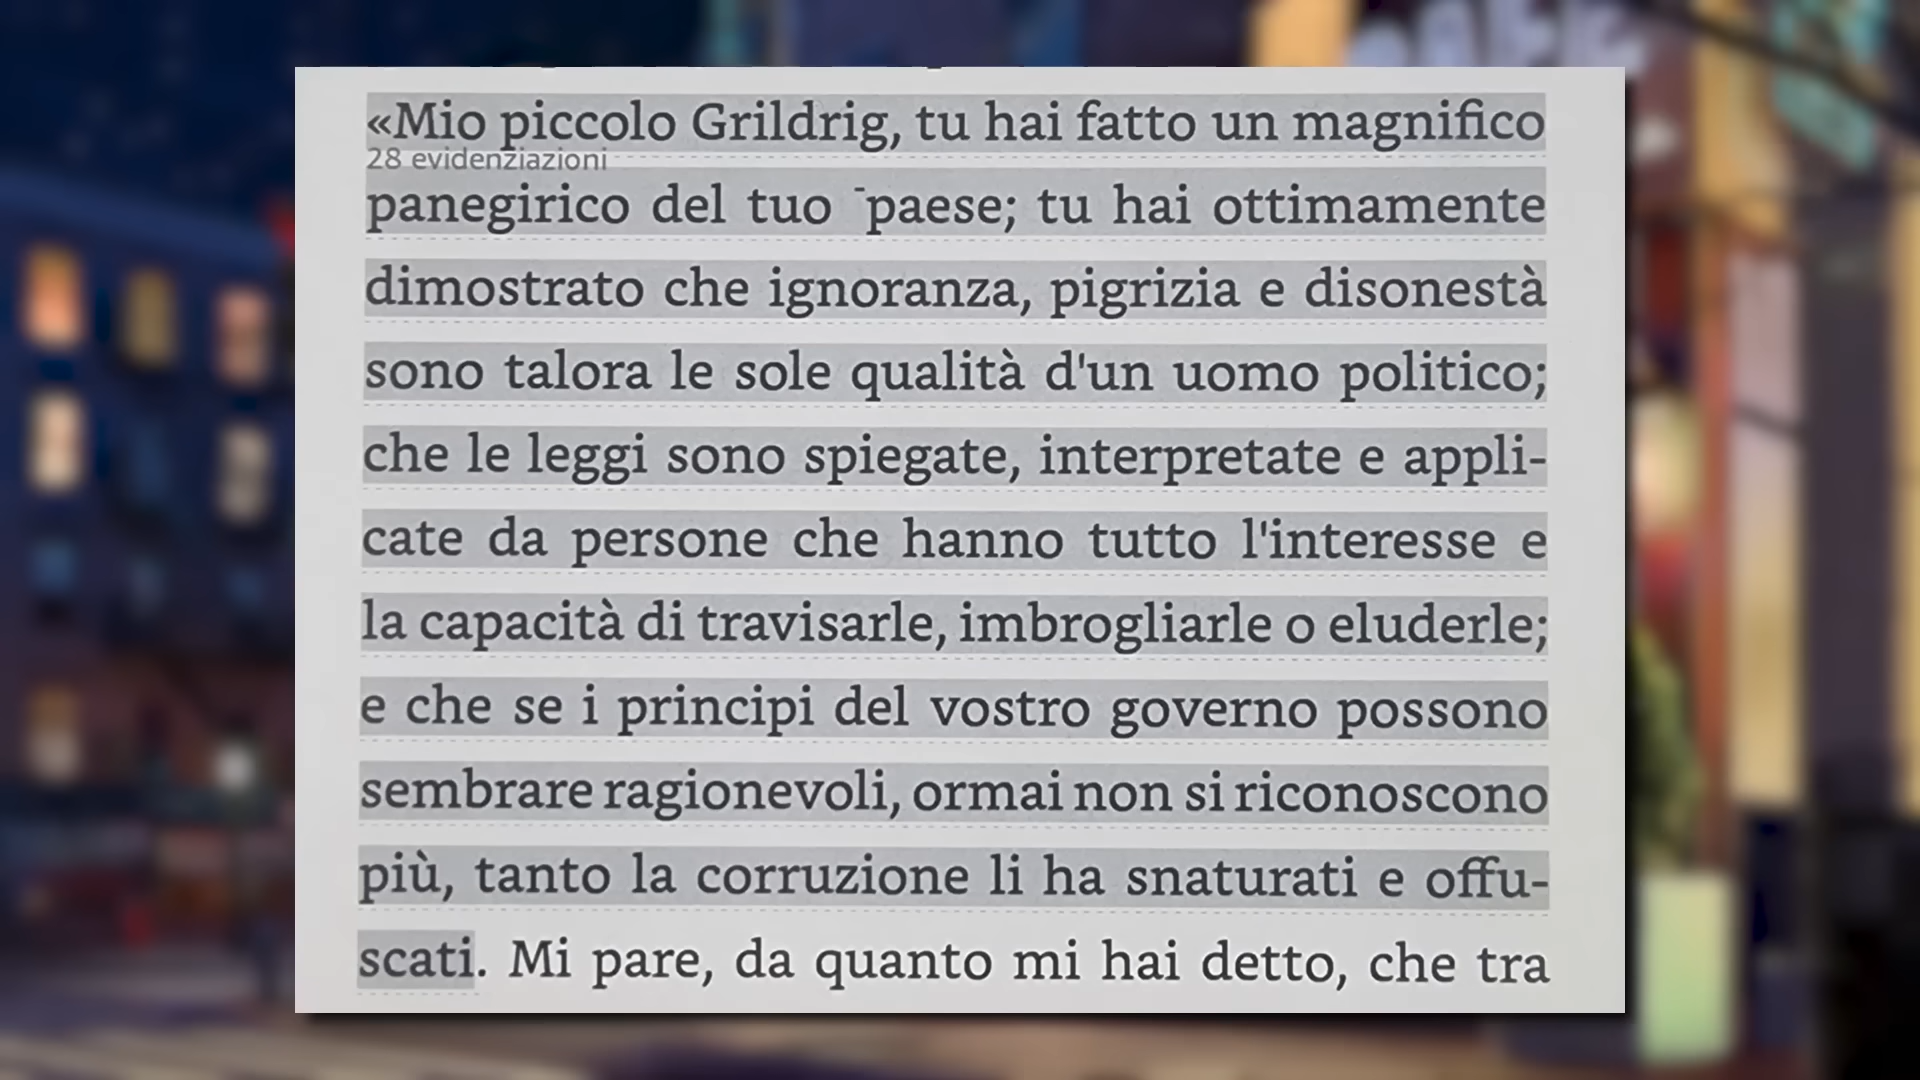 «Mio piccolo Grildrig, tu hai fatto un magnifico
28 evidenziazioni
panegirico del tuo ¯paese; tu hai ottimamente
dimostrato che ignoranza, pigrizia e disonestà
sono talora le sole qualità d'un uomo politico;
che le leggi sono spiegate, interpretate e appli-
cate da persone che hanno tutto l'interesse e
la capacità di travisarle, imbrogliarle o eluderle;
e che se i principi del vostro governo possono
sembrare ragionevoli, ormai non si riconoscono
più, tanto la corruzione li ha snaturati e offu-
scati. Mi pare, da quanto mi hai detto, che tra